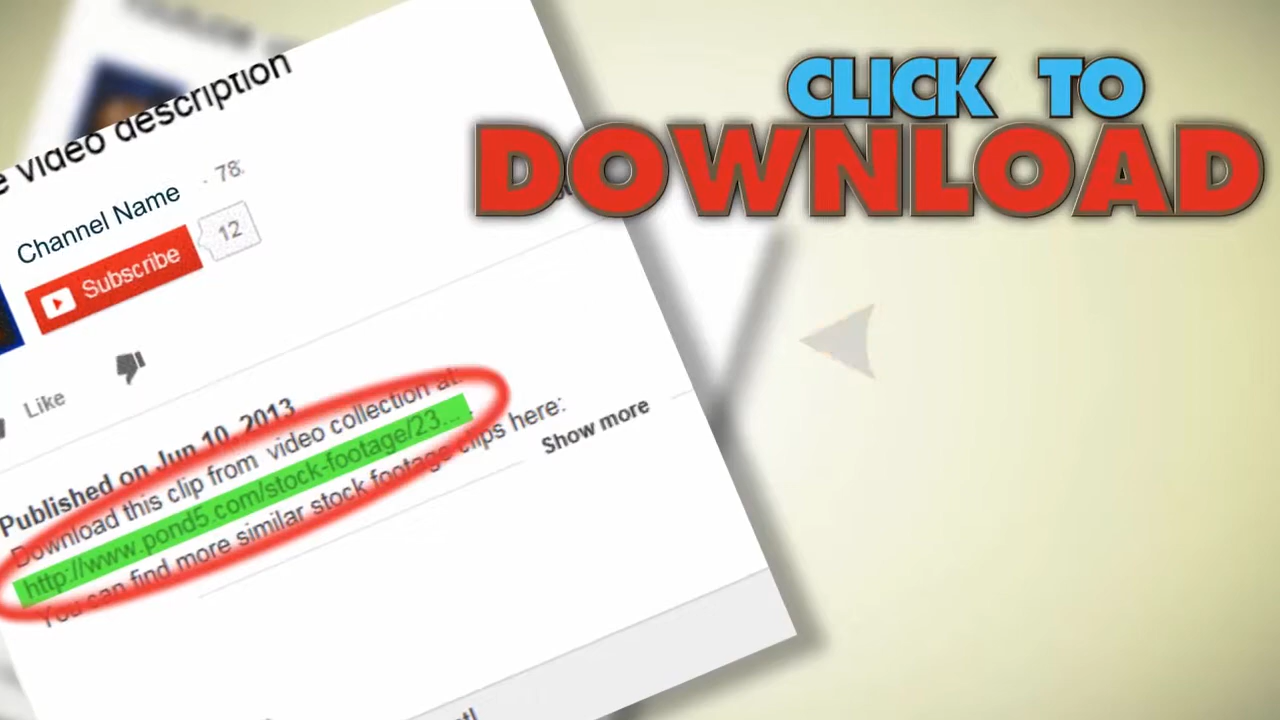 CLICK TO
DOWNLOAD
e video description
Channel Name
78
Subscribe
12
Like
Published on Jun 10, 2013
Download this clip from video collection at:
http://www.pond5.com/stock-footage/23... .
You can find more similar stock footage clips here:
Show more